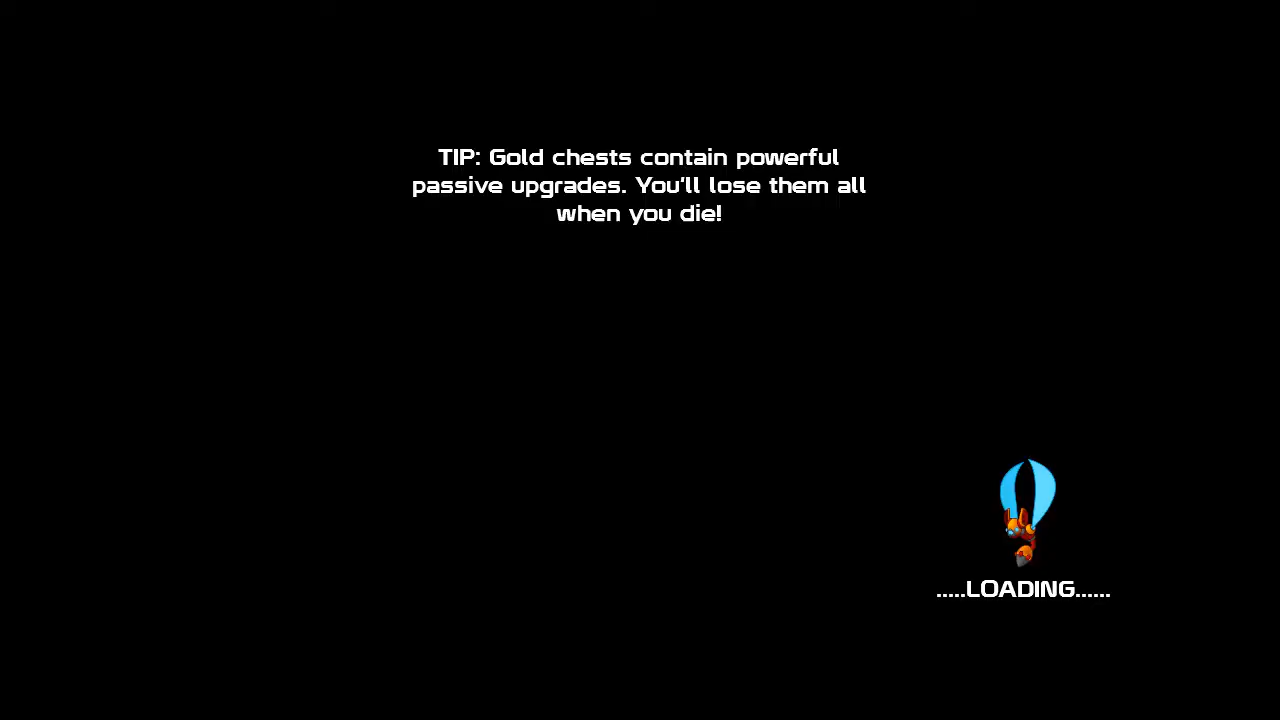 TIP: Gold chests contain powerful
passive upgrades. You'll lose them all
when you die!
.....LOADING......